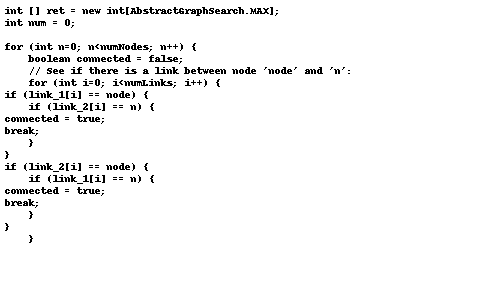 int [] ret = new int[AbstractGraphSearch.MAX];
int num = 0;

for (int n=0; n<numNodes; n++) {
    boolean connected = false;
    // See if there is a link between node 'node' and 'n':
    for (int i=0; i<numLinks; i++) {
if (link_1[i] == node) {
    if (link_2[i] == n) {
connected = true;
break;
    }
}
if (link_2[i] == node) {
    if (link_1[i] == n) {
connected = true;
break;
    }
}
    }